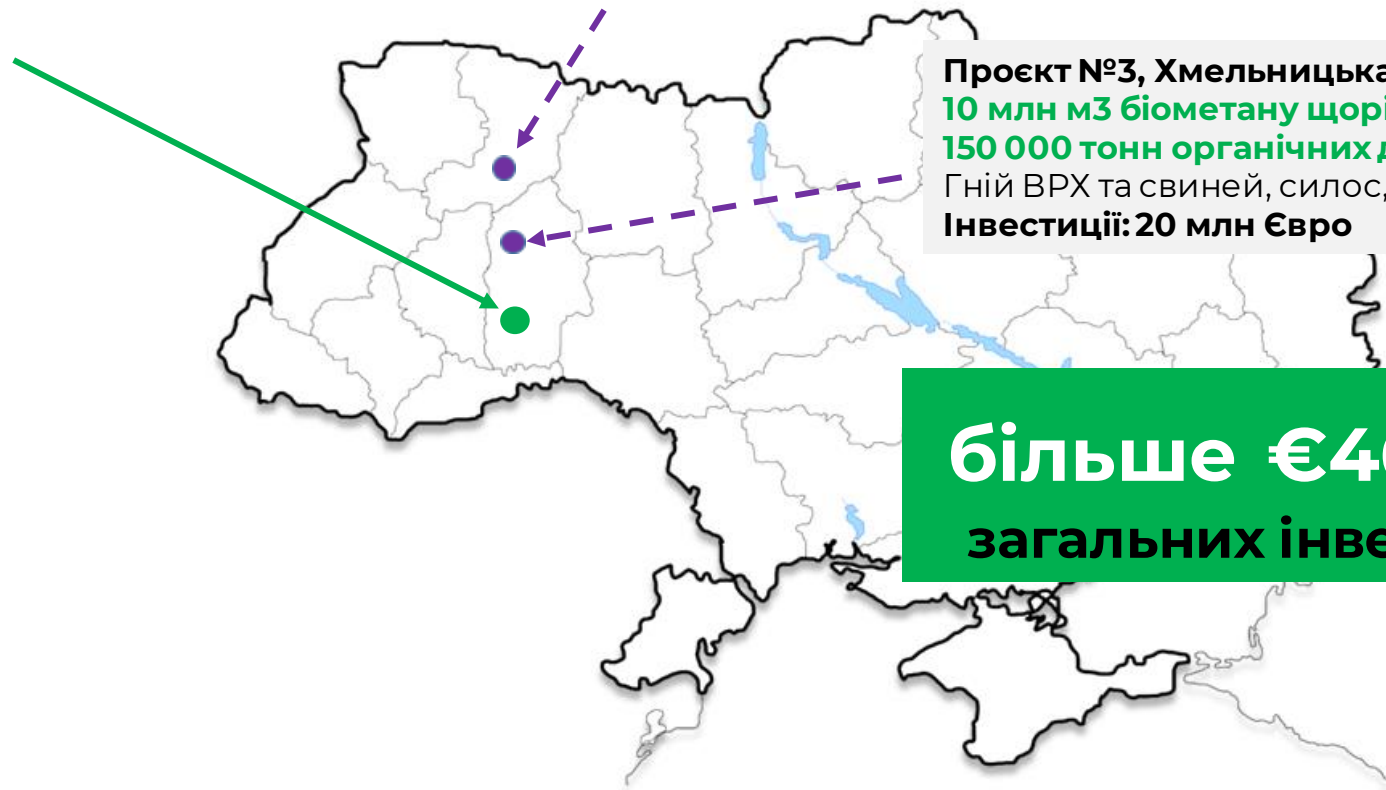 Проєкт №3, Хмельницька
10 млн м3 біометану щорі
150 000 тонн органічних д
Гній ВРХ та свиней, силос,
Інвестиції: 20 млн Євро
більше €4
загальних інве